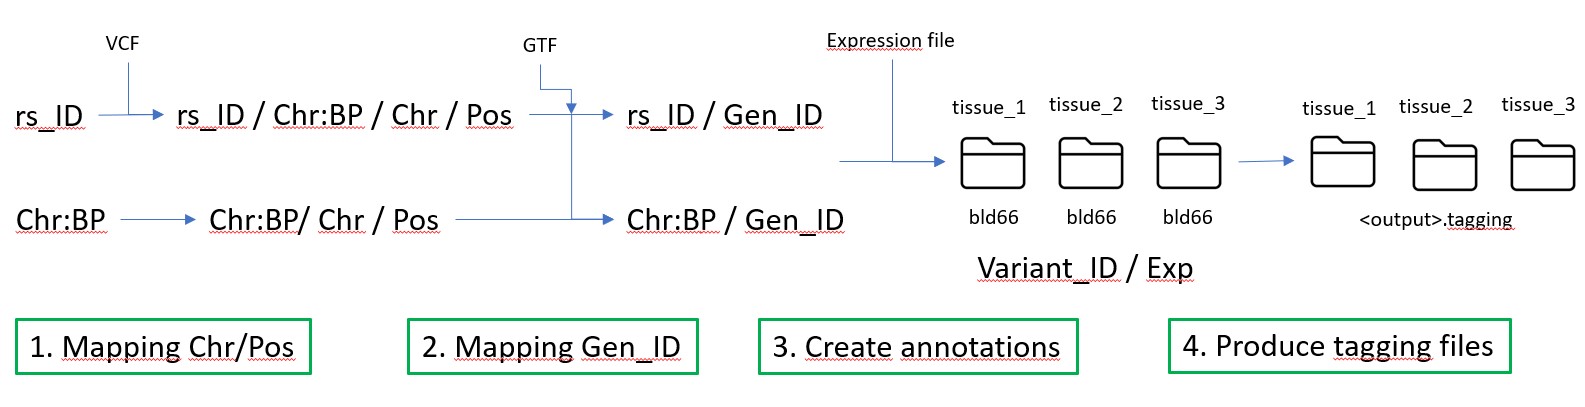 VCF
GTF
Expression file
rs_ID
rs_ID / Chr:BP / Chr / Pos
rs_ID / Gen_ID
tissue_1
tissue_2
tissue_3
tissue_1
tissue_2
tissue_3
Chr:BP
Chr:BP/ Chr / Pos
Chr:BP / Gen_ID
bld66
bld66
bld66
<output>.tagging
Variant_ID / Exp
1. Mapping Chr/Pos
2. Mapping Gen_ID
3. Create annotations
4. Produce tagging files